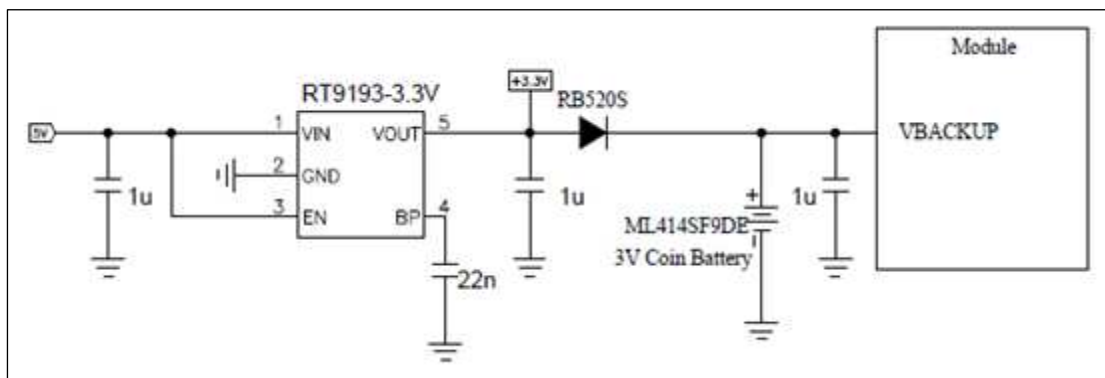 Module
+3.3V
RT9193-3.3V
RB520S
5V
1
VIN
VOUT
5
VBACKUP
2
GND
1u
1u
1u
3
EN
BP
4
+
ML414SF9DE
3V Coin Battery
-
22n